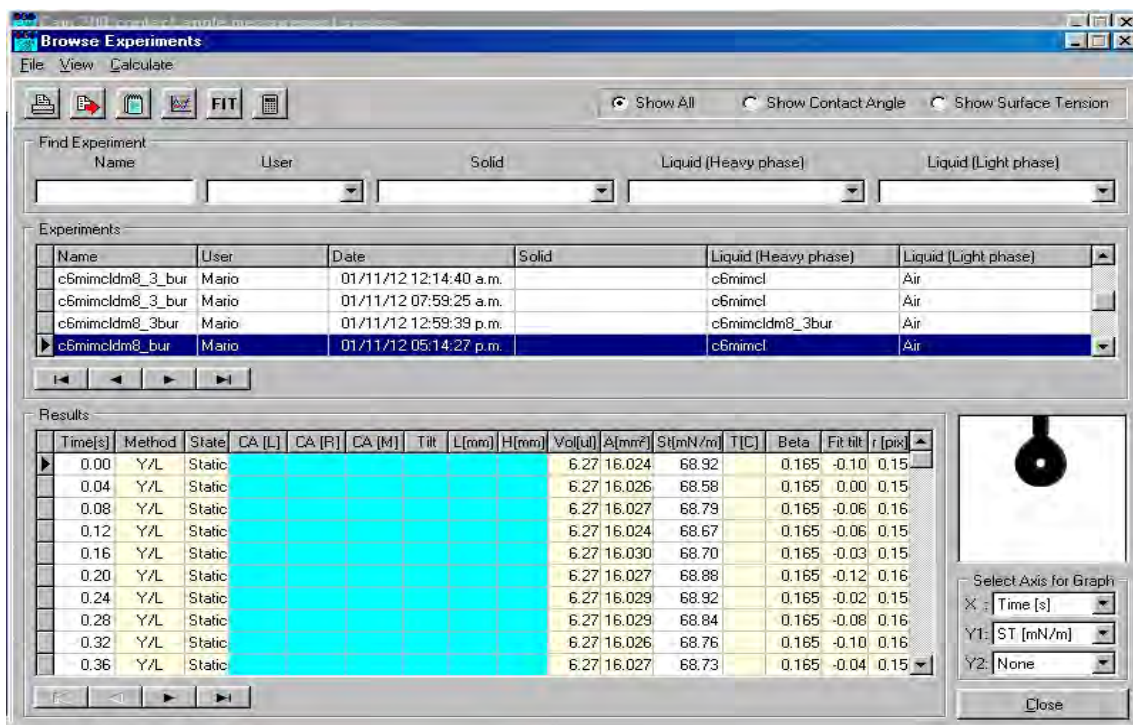 Cam 200 contact angle measurement
Browse Experiments
File View Calculate
FIT
Show All Show Contact Angle Show Surface Tension
Find Experiment
Name User Solid Liquid (Heavy phase) Liquid (Light phase)
Experiments
Name User Date Solid Liquid (Heavy phase) Liquid (Light phase)
c6mimcldm8_3_bur Mario 01/11/12 12:14:40 a.m. c6mimcl Air
c6mimcldm8_3_bur Mario 01/11/12 07:59:25 a.m. c6mimcl Air
c6mimcldm8_3bur Mario 01/11/12 12:59:39 p.m. c6mimcldm8_3bur Air
c6mimcldm8_bur Mario 01/11/12 05:14:27 p.m. c6mimcl Air
Results
Time[s] Method State CA [L] CA [R] CA [M] Tilt L[mm] H[mm] Vol[ul] A[mm²] St[mN/m] T[C] Beta Fit tilt r [pix]
0.00 Y/L Static 6.27 16.024 68.92 0.165 -0.10 0.15
0.04 Y/L Static 6.27 16.026 68.58 0.165 0.00 0.15
0.08 Y/L Static 6.27 16.027 68.79 0.165 -0.06 0.16
0.12 Y/L Static 6.27 16.024 68.67 0.165 -0.06 0.15
0.16 Y/L Static 6.27 16.030 68.70 0.165 -0.03 0.15
0.20 Y/L Static 6.27 16.027 68.88 0.165 -0.12 0.16
0.24 Y/L Static 6.27 16.029 68.92 0.165 -0.02 0.15
0.28 Y/L Static 6.27 16.029 68.84 0.165 -0.08 0.16
0.32 Y/L Static 6.27 16.026 68.76 0.165 -0.10 0.16
0.36 Y/L Static 6.27 16.027 68.73 0.165 -0.04 0.15
Select Axis for Graph
X : Time [s]
Y1: ST [mN/m]
Y2: None
Close